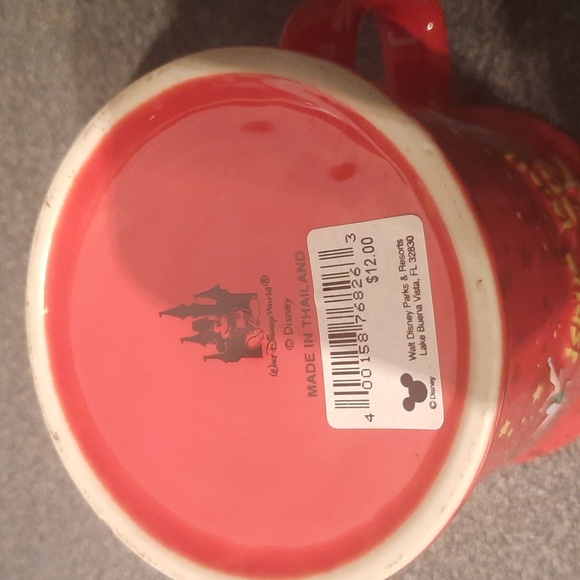 Walt Disney World®
© Disney
MADE IN THAILAND
4 00158 76826 3
$12.00
Walt Disney Parks & Resorts
Lake Buena Vista, FL 32830
© Disney